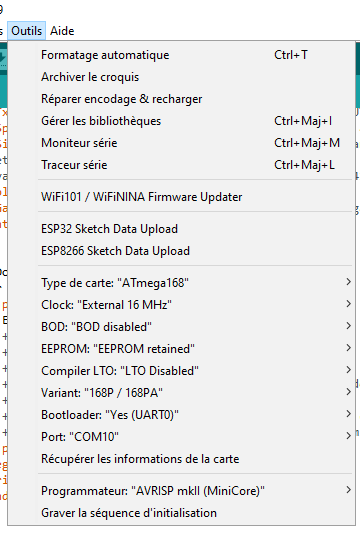 Outils Aide
Formatage automatique Ctrl+T
Archiver le croquis
Réparer encodage & recharger
Gérer les bibliothèques Ctrl+Maj+I
Moniteur série Ctrl+Maj+M
Traceur série Ctrl+Maj+L
WiFi101 / WiFiNINA Firmware Updater
ESP32 Sketch Data Upload
ESP8266 Sketch Data Upload
Type de carte: "ATmega168"
Clock: "External 16 MHz"
BOD: "BOD disabled"
EEPROM: "EEPROM retained"
Compiler LTO: "LTO Disabled"
Variant: "168P / 168PA"
Bootloader: "Yes (UART0)"
Port: "COM10"
Récupérer les informations de la carte
Programmateur: "AVRISP mkII (MiniCore)"
Graver la séquence d'initialisation